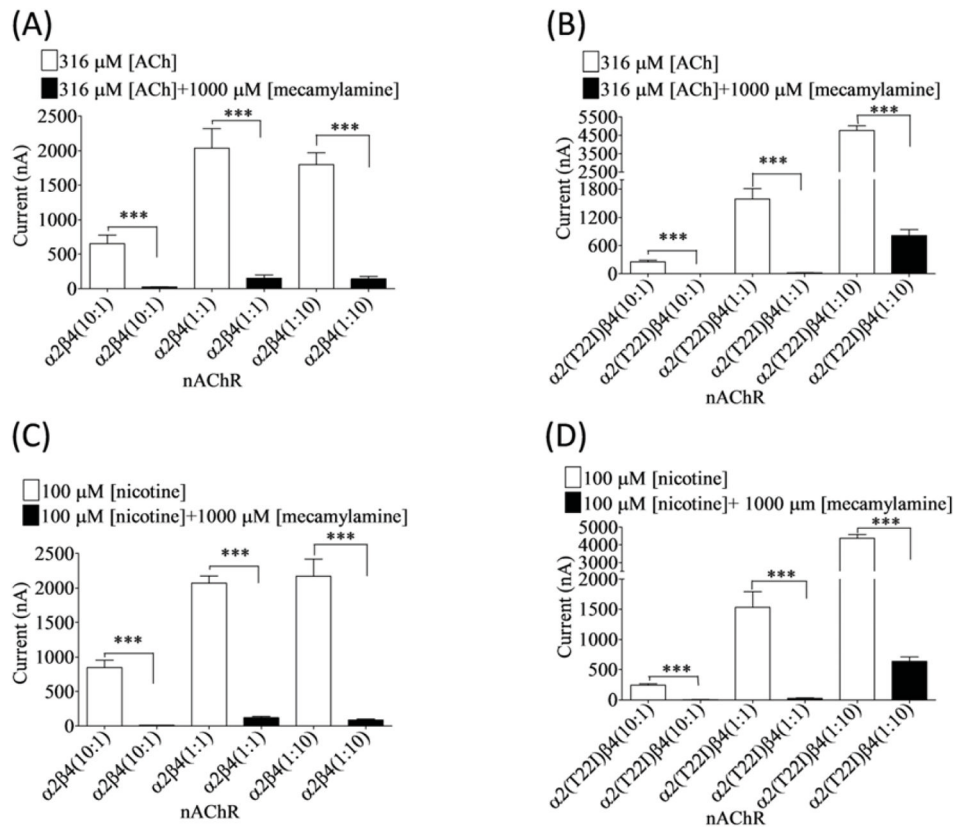 (A)
316 μM [ACh]
316 μM [ACh]+1000 μM [mecamylamine]
Current (nA)
2500
2000
1500
1000
500
0
***
***
***
α2β4(10:1)
α2β4(10:1)
α2β4(1:1)
α2β4(1:1)
α2β4(1:10)
α2β4(1:10)
nAChR
(B)
316 μM [ACh]
316 μM [ACh]+1000 μM [mecamylamine]
Current (nA)
5500
4500
3500
2500
1800
1200
600
0
***
***
***
α2(T22I)β4(10:1)
α2(T22I)β4(10:1)
α2(T22I)β4(1:1)
α2(T22I)β4(1:1)
α2(T22I)β4(1:10)
α2(T22I)β4(1:10)
nAChR
(C)
100 μM [nicotine]
100 μM [nicotine]+1000 μM [mecamylamine]
Current (nA)
2500
2000
1500
1000
500
0
***
***
***
α2β4(10:1)
α2β4(10:1)
α2β4(1:1)
α2β4(1:1)
α2β4(1:10)
α2β4(1:10)
nAChR
(D)
100 μM [nicotine]
100 μM [nicotine]+ 1000 μm [mecamylamine]
Current (nA)
5000
4000
3000
2000
1500
1000
500
0
***
***
***
α2(T22I)β4(10:1)
α2(T22I)β4(10:1)
α2(T22I)β4(1:1)
α2(T22I)β4(1:1)
α2(T22I)β4(1:10)
α2(T22I)β4(1:10)
nAChR